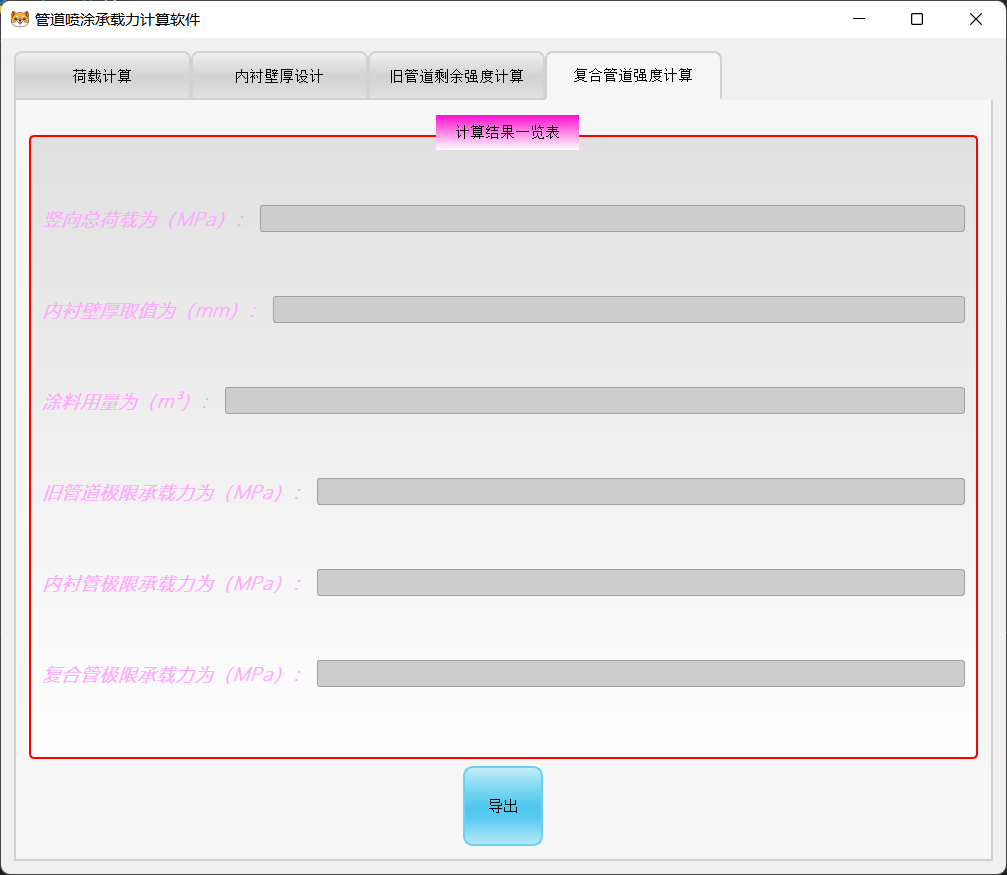 管道喷涂承载力计算软件
荷载计算
内衬壁厚设计
旧管道剩余强度计算
复合管道强度计算
计算结果一览表
竖向总荷载为（MPa）：
内衬壁厚取值为（mm）：
涂料用量为（m³）：
旧管道极限承载力为（MPa）：
内衬管极限承载力为（MPa）：
复合管极限承载力为（MPa）：
导出